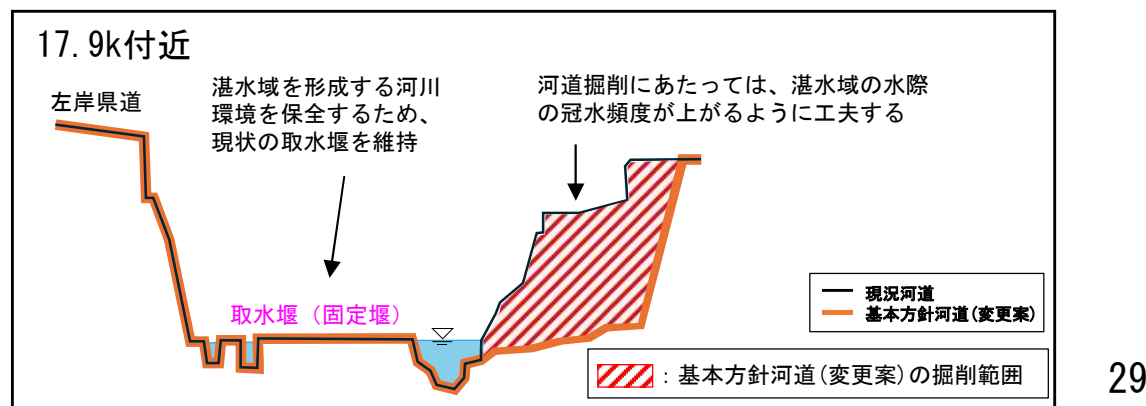 17.9k付近
左岸県道
湛水域を形成する河川
環境を保全するため、
現状の取水堰を維持
河道掘削にあたっては、湛水域の水際
の冠水頻度が上がるように工夫する
取水堰（固定堰）
現況河道
基本方針河道(変更案)
：基本方針河道(変更案)の掘削範囲
29